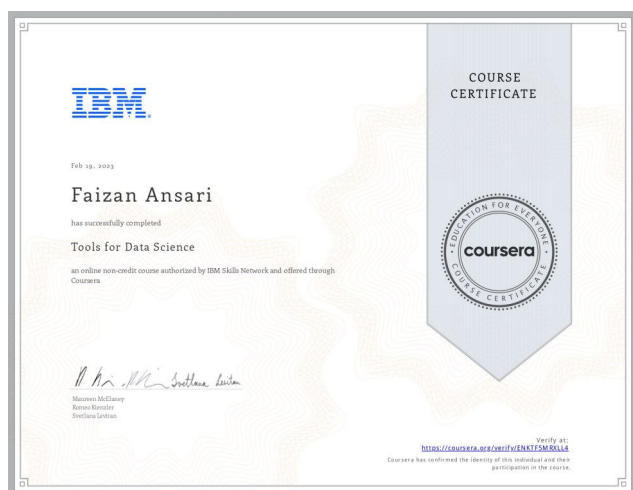 IBM
Feb 19, 2023
Faizan Ansari
has successfully completed
Tools for Data Science
an online non-credit course authorized by IBM Skills Network and offered through
Coursera
Maureen McElaney
Romeo Kienzler
Svetlana Levitan
COURSE
CERTIFICATE
EDUCATION FOR EVERYONE
coursera
COURSE CERTIFICATE
Verify at:
https://coursera.org/verify/ENKTF5MRXLL4
Coursera has confirmed the identity of this individual and their
participation in the course.